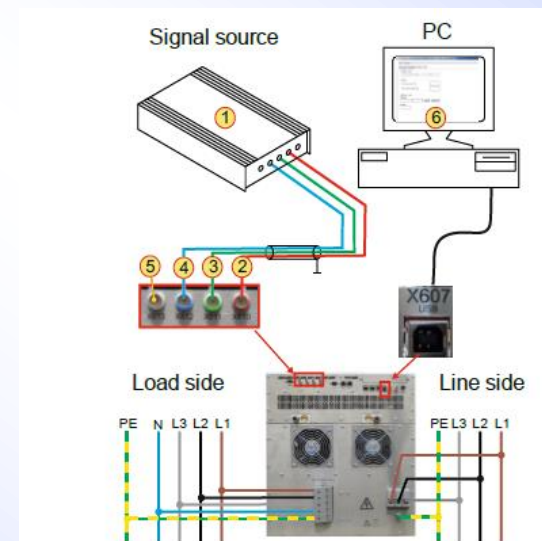 Signal source
PC
1
6
5 4 3 2
X607
USB
Load side
Line side
PE N L3 L2 L1
PE L3 L2 L1